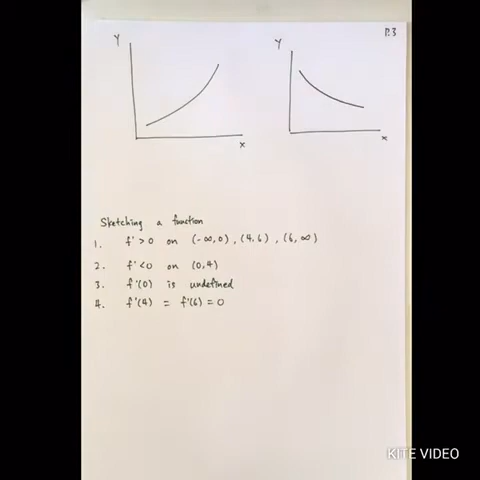 P.3
Y
Y
x
x
Sketching a function
1. f' > 0 on (-∞,0), (4,6), (6,∞)
2. f' < 0 on (0,4)
3. f'(0) is undefined
4. f'(4) = f'(6) = 0
KITE VIDEO